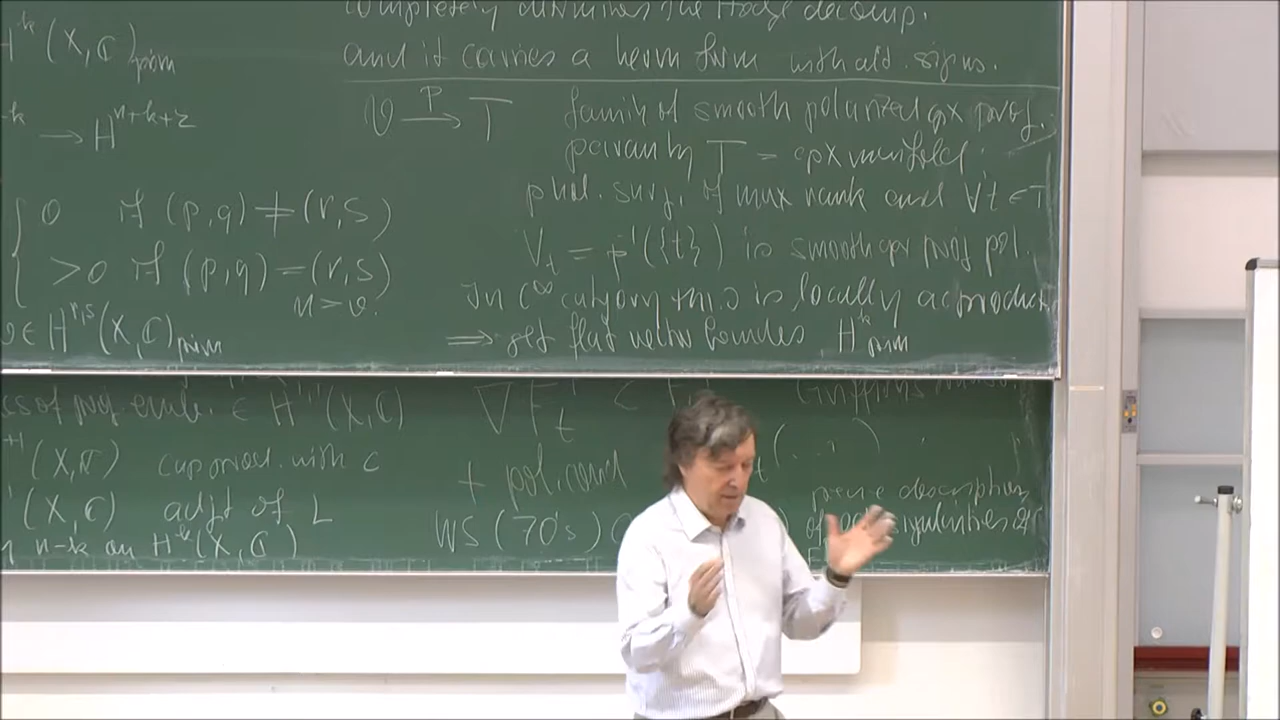 H^k (X, ℂ)_prim
-k → H^{n+k+2}
{ 0 if (p,q) ≠ (r,s)
> 0 if (p,q) = (r,s)
u = v.
v ∈ H^{r,s}(X, ℂ)_prim
completely determines the Hodge decomp.
and it carries a herm form with alt. signs.
V →^p T family of smooth polarized cpx proj.
param by T = cpx manifold.
phol. surj. of max rank and ∀ t ∈ T
V_t = p^{-1}({t}) is smooth cpx proj pol.
In C^∞ category this is locally a product
⟹ get flat vector bundles H^k_prim
of proj. emb. ∈ H^{1,1}(X, ℂ)
(X, ℂ) cup prod. with c
(X, ℂ) adjt of L
n-k on H^k(X, ℂ)
∇F_t ⊂
+ pol. cond
(...)
WS (70's)
description
of